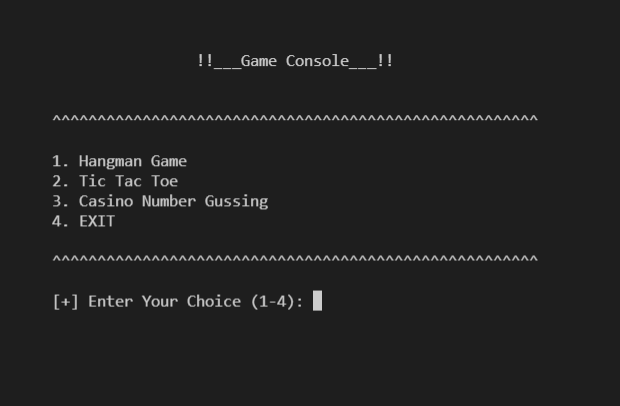 !!___Game Console___!!
^^^^^^^^^^^^^^^^^^^^^^^^^^^^^^^^^^^^^^^^^^^^^^^^^^^^^^
1. Hangman Game
2. Tic Tac Toe
3. Casino Number Gussing
4. EXIT
^^^^^^^^^^^^^^^^^^^^^^^^^^^^^^^^^^^^^^^^^^^^^^^^^^^^^^
[+] Enter Your Choice (1-4):